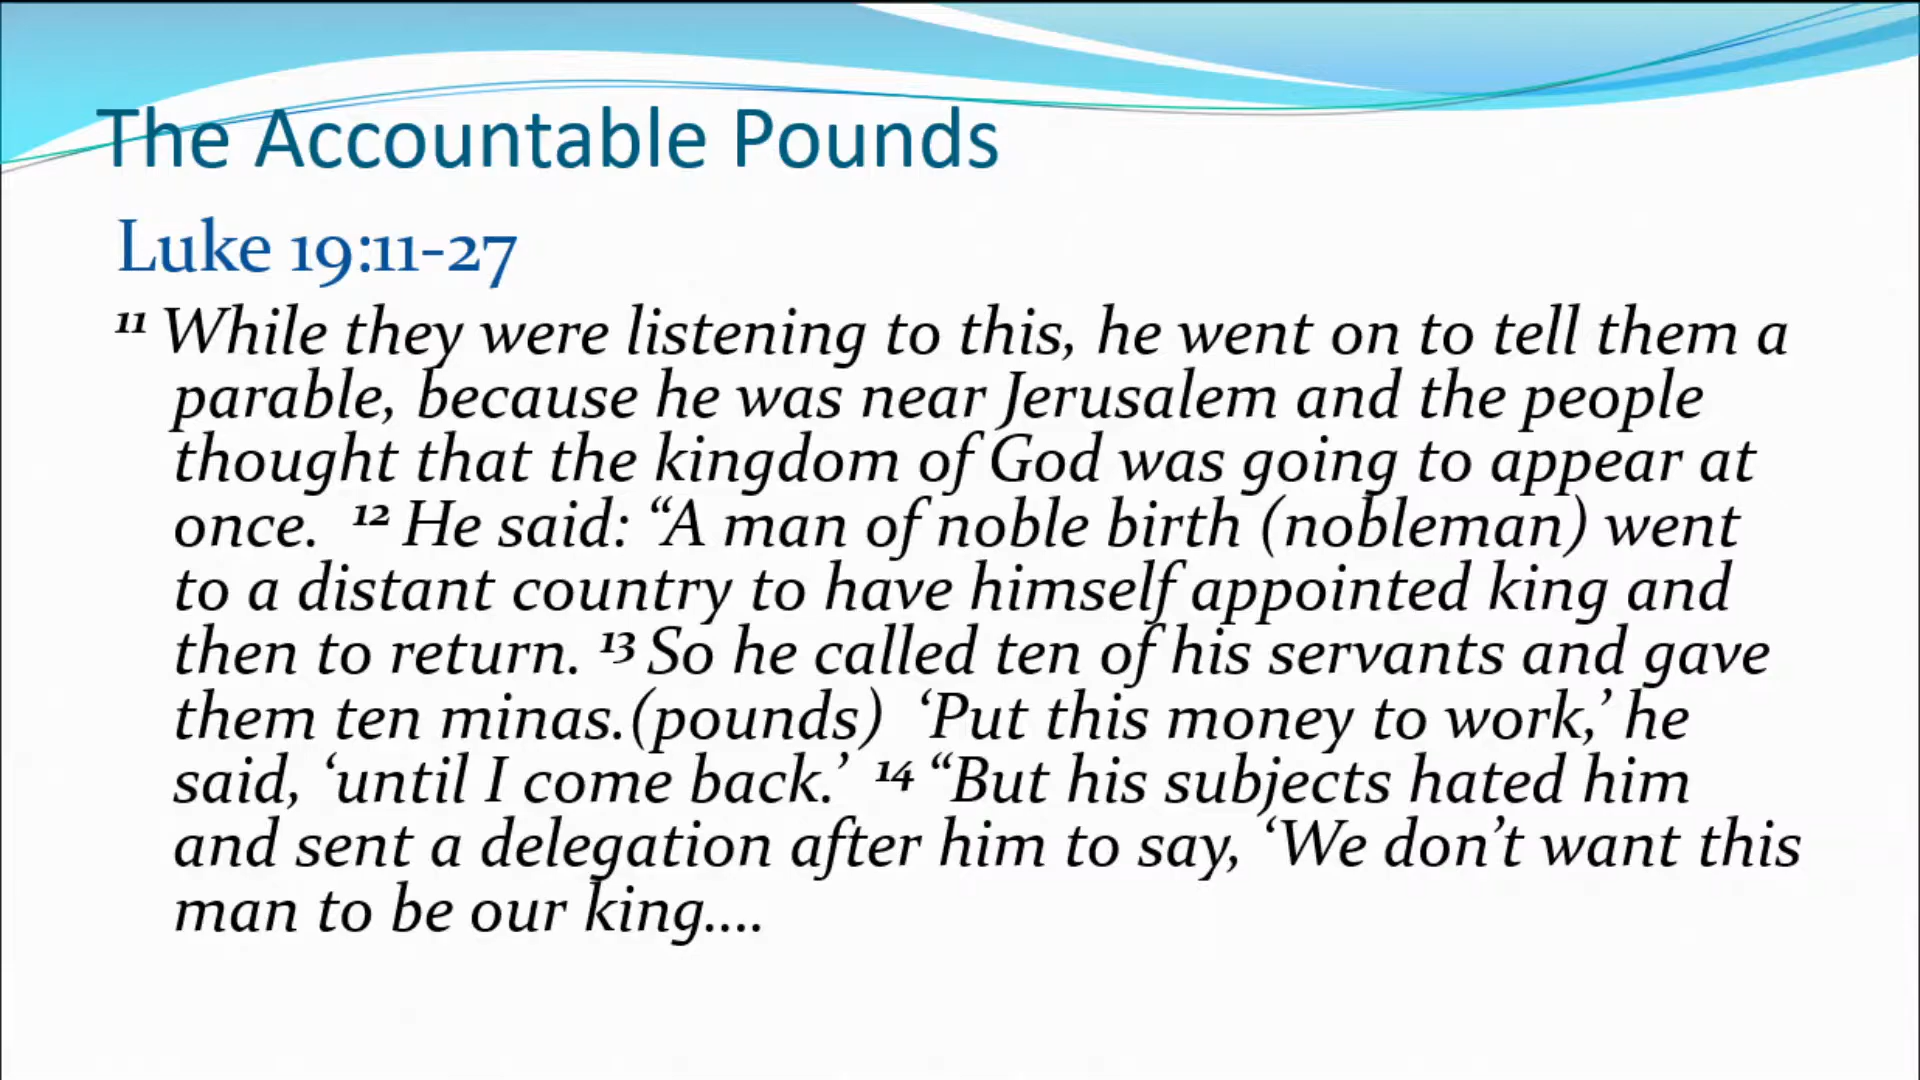 The Accountable Pounds
Luke 19:11-27
11 While they were listening to this, he went on to tell them a
parable, because he was near Jerusalem and the people
thought that the kingdom of God was going to appear at
once. 12 He said: “A man of noble birth (nobleman) went
to a distant country to have himself appointed king and
then to return. 13 So he called ten of his servants and gave
them ten minas.(pounds) ‘Put this money to work,’ he
said, ‘until I come back.’ 14 “But his subjects hated him
and sent a delegation after him to say, ‘We don’t want this
man to be our king....